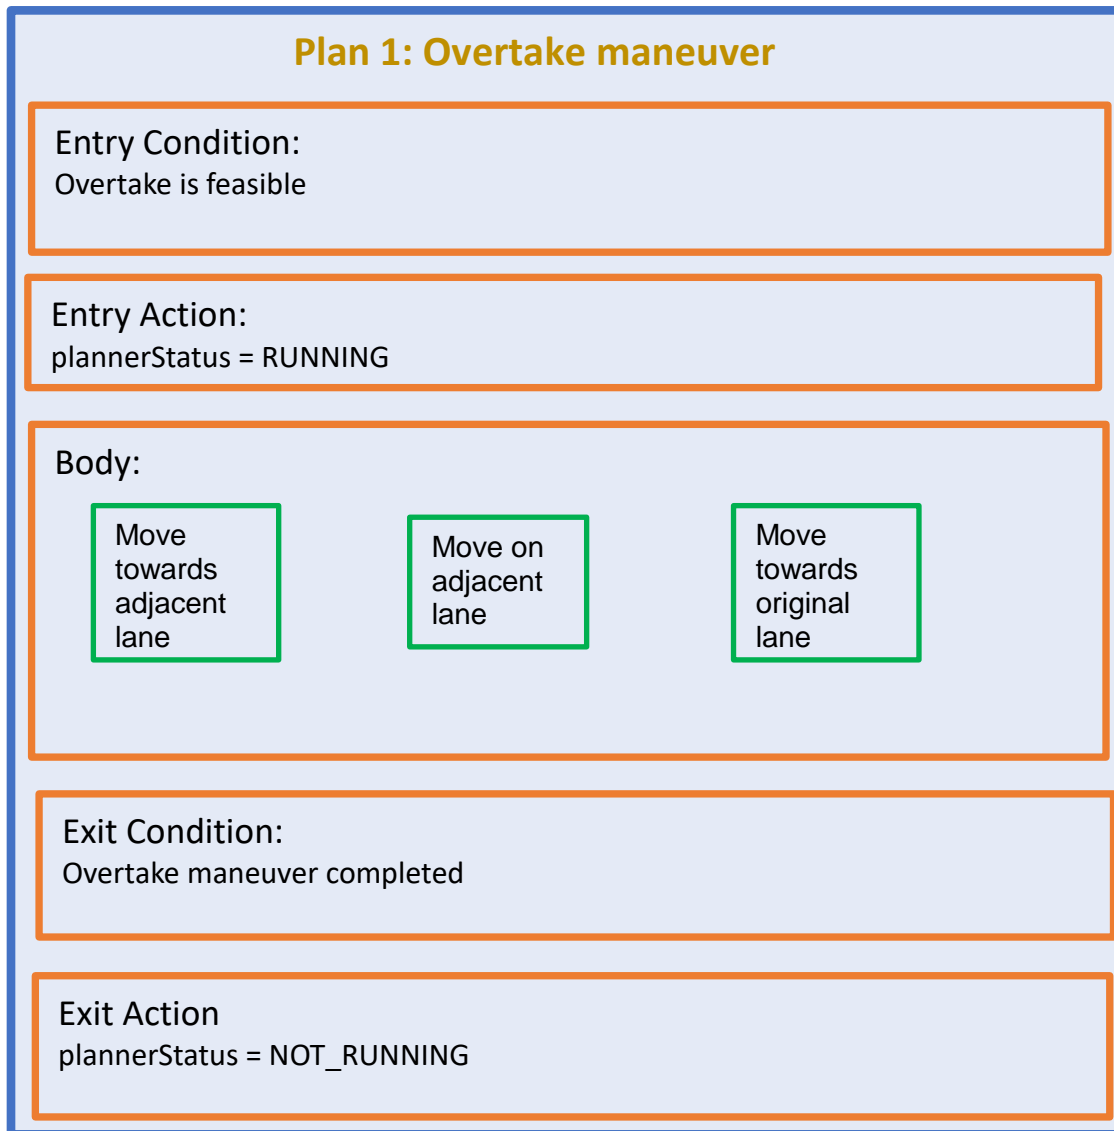 Plan 1: Overtake maneuver
Entry Condition:
Overtake is feasible
Entry Action:
plannerStatus = RUNNING
Body:
Move
towards
adjacent
lane
Move on
adjacent
lane
Move
towards
original
lane
Exit Condition:
Overtake maneuver completed
Exit Action
plannerStatus = NOT_RUNNING